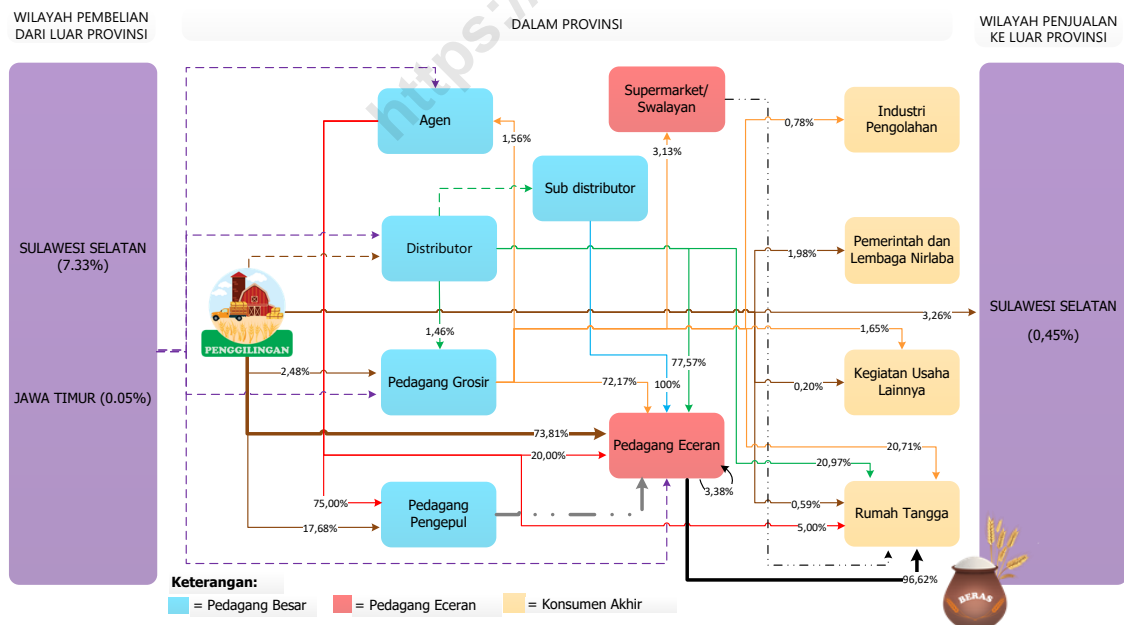 WILAYAH PEMBELIAN
DARI LUAR PROVINSI
DALAM PROVINSI
WILAYAH PENJUALAN
KE LUAR PROVINSI
https:/
Supermarket/
Swalayan
Agen
Industri
Pengolahan
0,78%
1,56%
3,13%
Sub distributor
SULAWESI SELATAN
(7.33%)
Distributor
Pemerintah dan
Lembaga Nirlaba
1,98%
SULAWESI SELATAN
(0,45%)
3,26%
PENGGILINGAN
1,46%
1,65%
77,57%
2,48%
Pedagang Grosir
72,17%
100%
0,20%
Kegiatan Usaha
Lainnya
JAWA TIMUR (0.05%)
73,81%
Pedagang Eceran
20,71%
20,00%
20,97%
3,38%
75,00%
Pedagang
Pengepul
17,68%
0,59%
Rumah Tangga
5,00%
96,62%
BERAS
Keterangan:
= Pedagang Besar
= Pedagang Eceran
= Konsumen Akhir